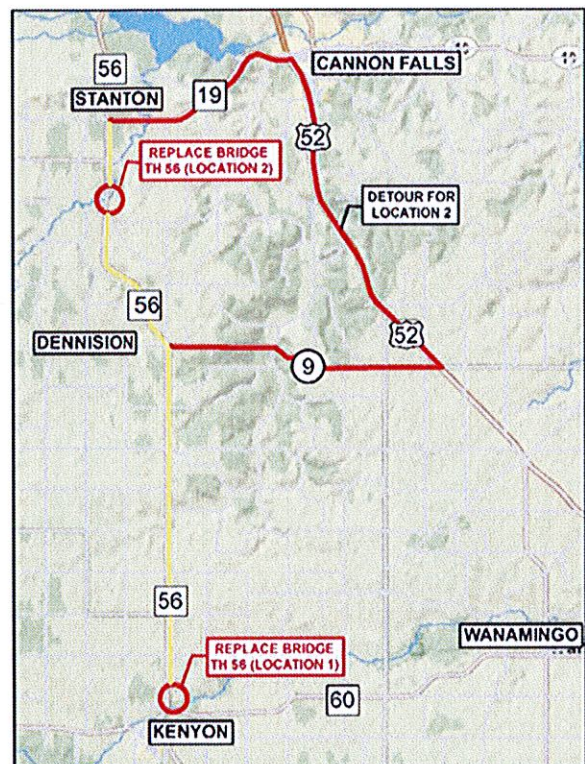 56
STANTON
19
CANNON FALLS
52
REPLACE BRIDGE
TH 56 (LOCATION 2)
DETOUR FOR
LOCATION 2
56
DENNISION
52
9
56
REPLACE BRIDGE
TH 56 (LOCATION 1)
WANAMINGO
60
KENYON